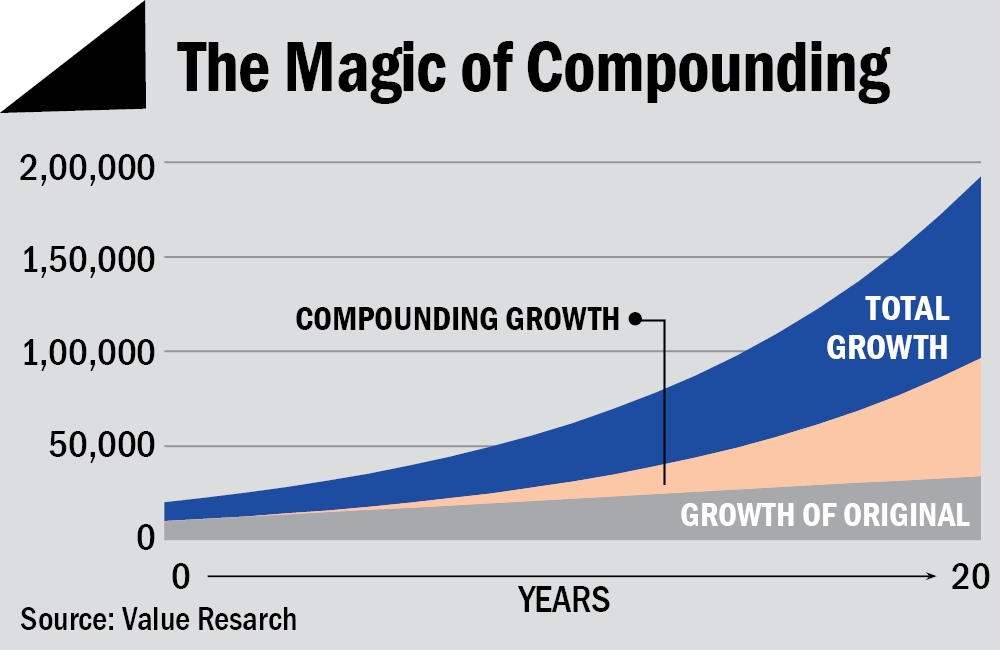 The Magic of Compounding
2,00,000
1,50,000
1,00,000
50,000
0
COMPOUNDING GROWTH
TOTAL
GROWTH
GROWTH OF ORIGINAL
0
20
YEARS
Source: Value Resarch